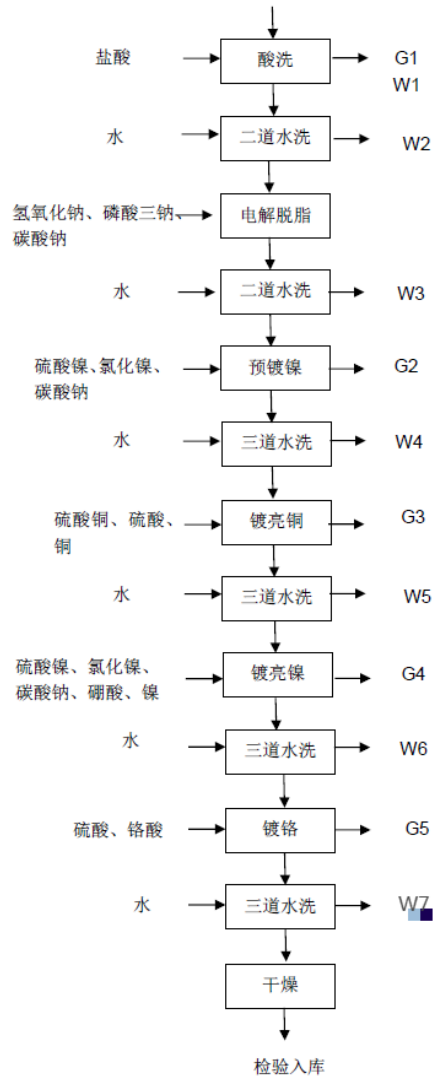 盐酸
酸洗
G1
W1
水
二道水洗
W2
氢氧化钠、磷酸三钠、
碳酸钠
电解脱脂
水
二道水洗
W3
硫酸镍、氯化镍、
碳酸钠
预镀镍
G2
水
三道水洗
W4
硫酸铜、硫酸、
铜
镀亮铜
G3
水
三道水洗
W5
硫酸镍、氯化镍、
碳酸钠、硼酸、镍
镀亮镍
G4
水
三道水洗
W6
硫酸、铬酸
镀铬
G5
水
三道水洗
W7
干燥
检验入库